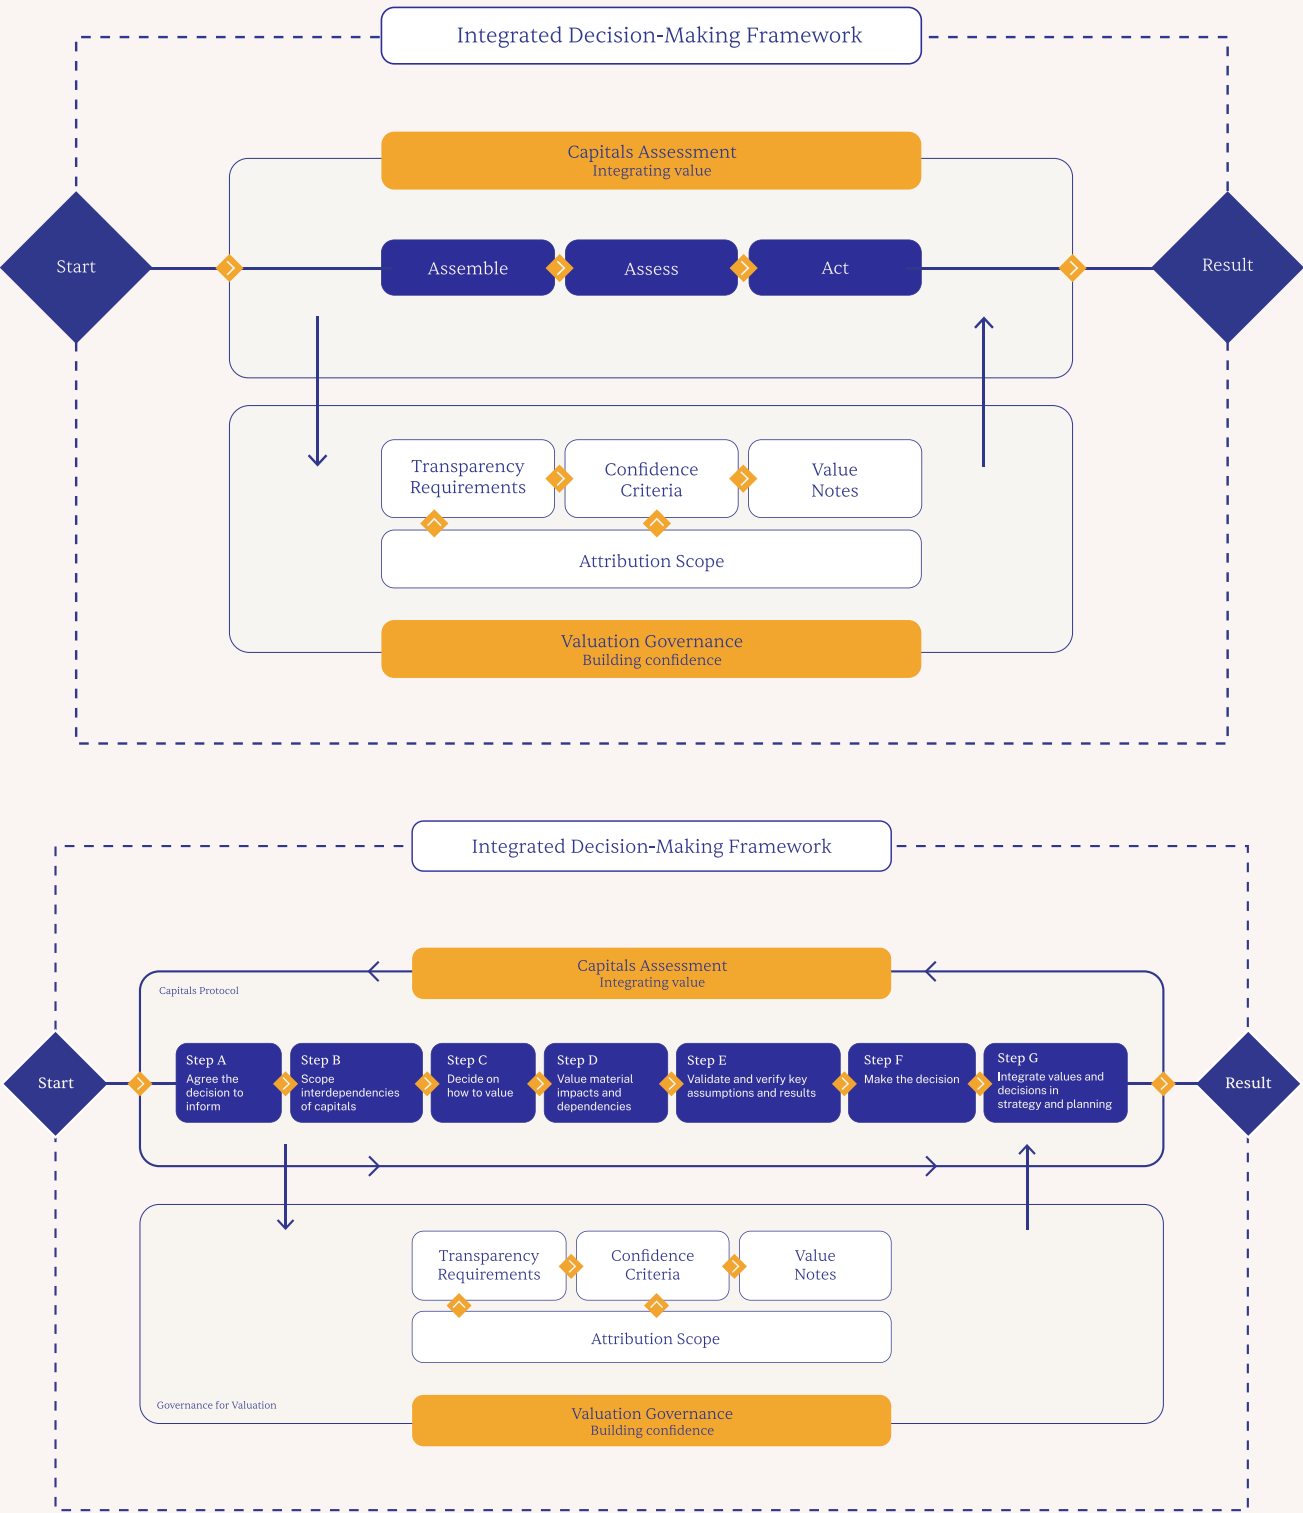 Integrated Decision-Making Framework
Capitals Assessment
Integrating value
Start
Assemble
Assess
Act
Result
Transparency
Requirements
Confidence
Criteria
Value
Notes
Attribution Scope
Valuation Governance
Building confidence
Integrated Decision-Making Framework
Capitals Assessment
Integrating value
Capitals Protocol
Start
Step A
Agree the
decision to
inform
Step B
Scope
interdependencies
of capitals
Step C
Decide on
how to value
Step D
Value material
impacts and
dependencies
Step E
Validate and verify key
assumptions and results
Step F
Make the decision
Step G
Integrate values and
decisions in
strategy and planning
Result
Transparency
Requirements
Confidence
Criteria
Value
Notes
Attribution Scope
Governance for Valuation
Valuation Governance
Building confidence